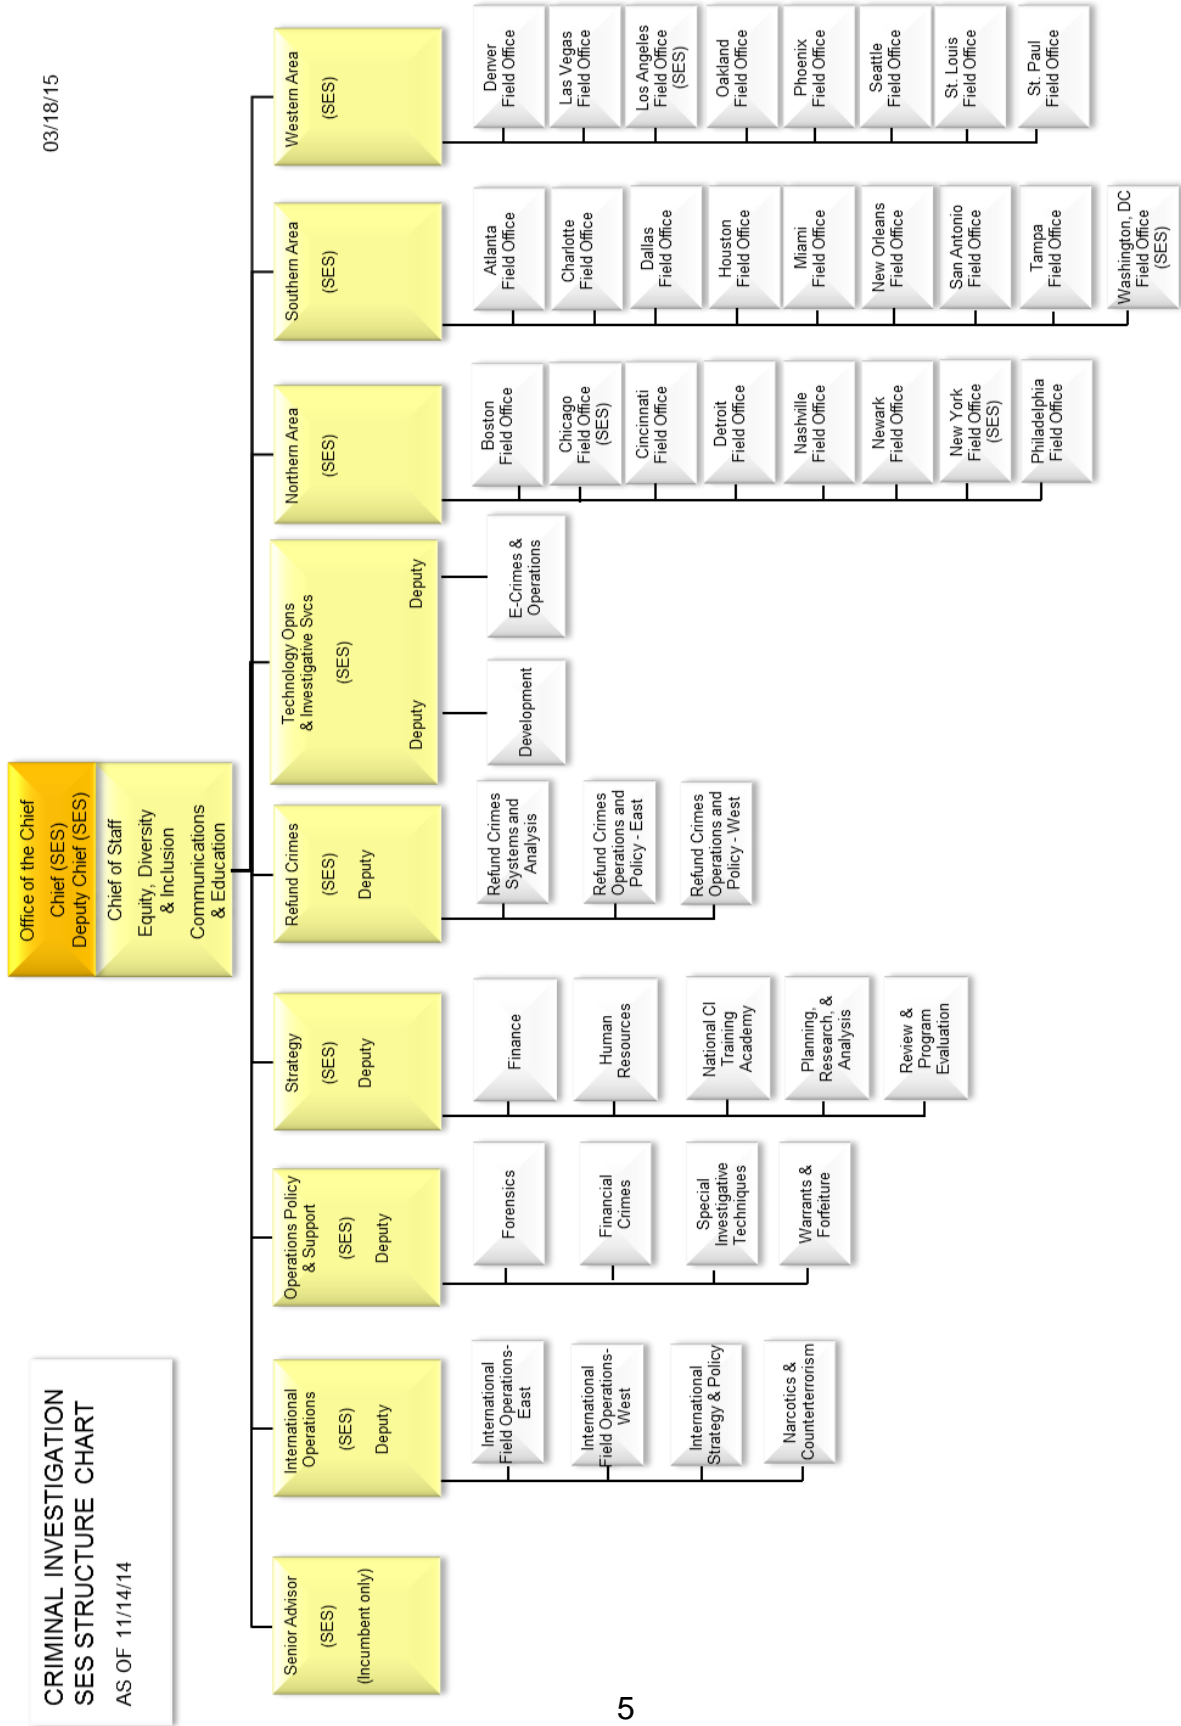 CRIMINAL INVESTIGATION
SES STRUCTURE CHART
AS OF 11/14/14
03/18/15
Office of the Chief
Chief (SES)
Deputy Chief (SES)
Chief of Staff
Equity, Diversity
& Inclusion
Communications
& Education
Senior Advisor
(SES)
(Incumbent only)
International
Operations
(SES)
Deputy
International
Field Operations-
East
International
Field Operations-
West
International
Strategy & Policy
Narcotics &
Counterterrorism
Operations Policy
& Support
(SES)
Deputy
Forensics
Financial
Crimes
Special
Investigative
Techniques
Warrants &
Forfeiture
Strategy
(SES)
Deputy
Finance
Human
Resources
National CI
Training
Academy
Planning,
Research, &
Analysis
Review &
Program
Evaluation
Refund Crimes
(SES)
Deputy
Refund Crimes
Systems and
Analysis
Refund Crimes
Operations and
Policy - East
Refund Crimes
Operations and
Policy - West
Technology Opns
& Investigative Svcs
(SES)
Deputy
Deputy
Development
E-Crimes &
Operations
Northern Area
(SES)
Boston
Field Office
Chicago
Field Office
(SES)
Cincinnati
Field Office
Detroit
Field Office
Nashville
Field Office
Newark
Field Office
New York
Field Office
(SES)
Philadelphia
Field Office
Southern Area
(SES)
Atlanta
Field Office
Charlotte
Field Office
Dallas
Field Office
Houston
Field Office
Miami
Field Office
New Orleans
Field Office
San Antonio
Field Office
Tampa
Field Office
Washington, DC
Field Office
(SES)
Western Area
(SES)
Denver
Field Office
Las Vegas
Field Office
Los Angeles
Field Office
(SES)
Oakland
Field Office
Phoenix
Field Office
Seattle
Field Office
St. Louis
Field Office
St. Paul
Field Office
5